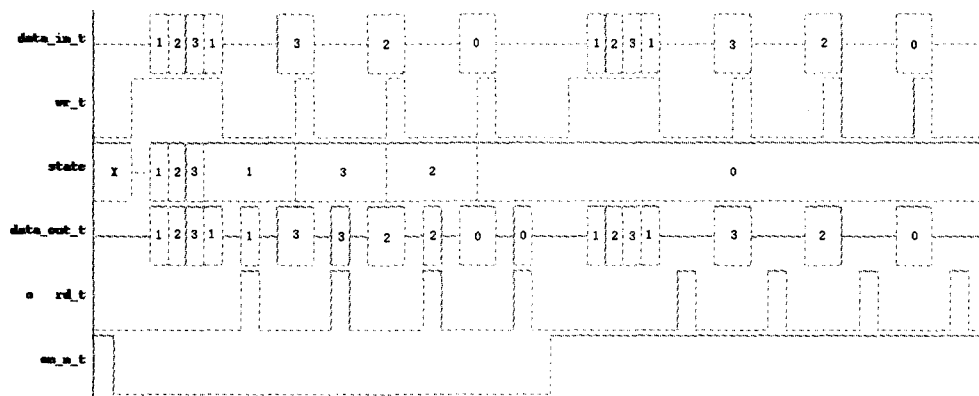 data_in_t 1 2 3 1 3 2 0 1 2 3 1 3 2 0
wr_t
state X 1 2 3 1 3 2 0
data_out_t 1 2 3 1 1 3 3 2 2 0 0 1 2 3 1 3 2 0
o rd_t
en_n_t